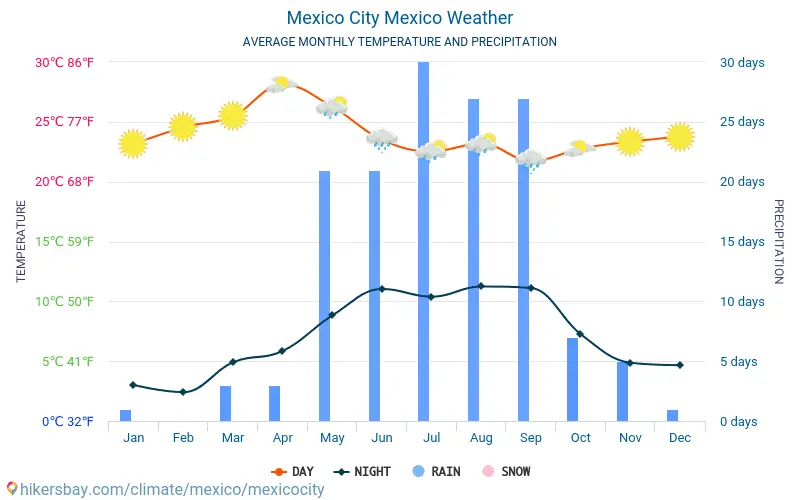 Mexico City Mexico Weather
AVERAGE MONTHLY TEMPERATURE AND PRECIPITATION
30℃ 86℉
30 days
25℃ 77℉
25 days
20℃ 68℉
20 days
15℃ 59℉
15 days
10℃ 50℉
10 days
5℃ 41℉
5 days
0℃ 32℉
0 days
TEMPERATURE
PRECIPITATION
Jan Feb Mar Apr May Jun Jul Aug Sep Oct Nov Dec
DAY NIGHT RAIN SNOW
hikersbay.com/climate/mexico/mexicocity